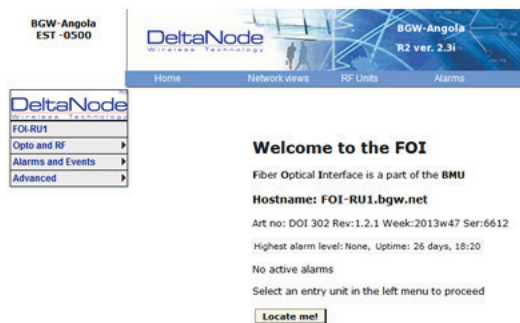 BGW-Angola
EST -0500
DeltaNode
Wireless Technology
BGW-Angola
R2 ver. 2.3i
Home Network views RF Units Alarms
DeltaNode
Wireless Technology
FOI-RU1
Opto and RF
Alarms and Events
Advanced
Welcome to the FOI
Fiber Optical Interface is a part of the BMU
Hostname: FOI-RU1.bgw.net
Art no: DOI 302 Rev:1.2.1 Week:2013w47 Ser:6612
Highest alarm level: None, Uptime: 26 days, 18:20
No active alarms
Select an entry unit in the left menu to proceed
Locate me!